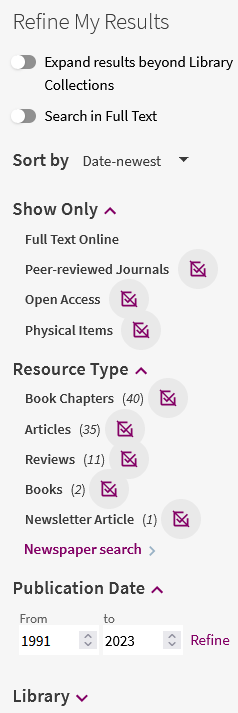 Refine My Results
Expand results beyond Library
Collections
Search in Full Text
Sort by Date-newest
Show Only
Full Text Online
Peer-reviewed Journals
Open Access
Physical Items
Resource Type
Book Chapters (40)
Articles (35)
Reviews (11)
Books (2)
Newsletter Article (1)
Newspaper search
Publication Date
From to
1991 2023 Refine
Library